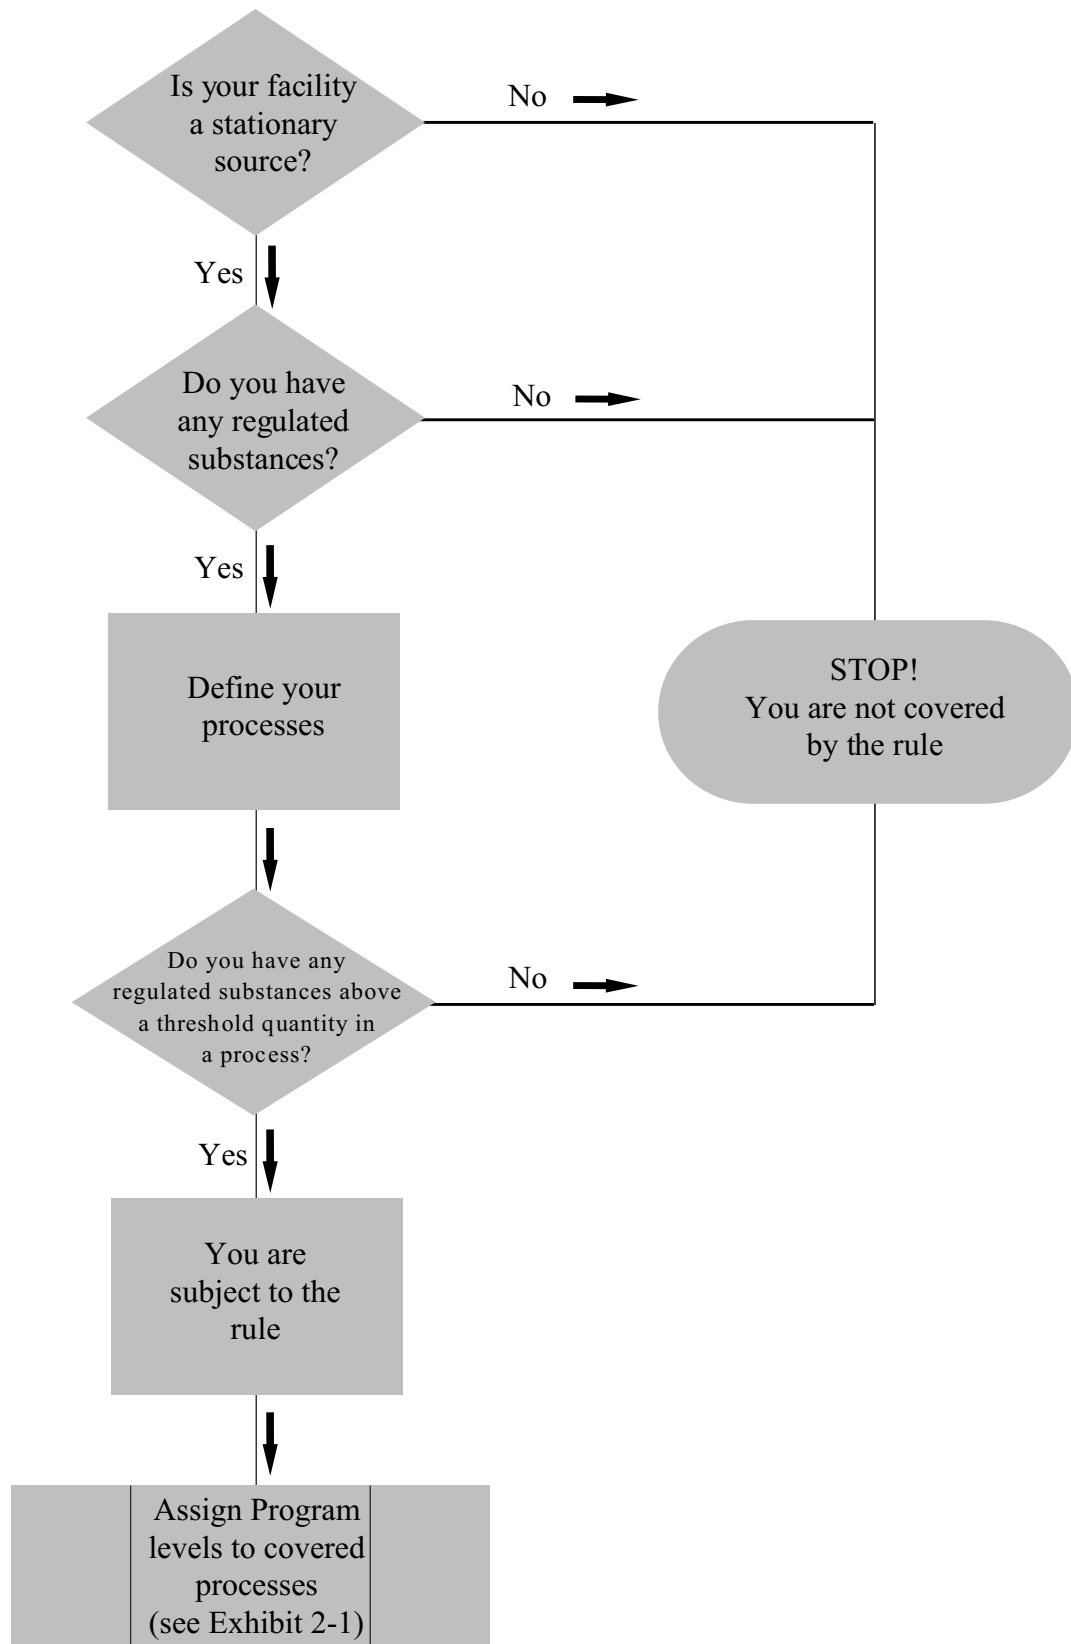 Is your facility
a stationary
source?
No
Yes
Do you have
any regulated
substances?
No
Yes
Define your
processes
STOP!
You are not covered
by the rule
Do you have any
regulated substances above
a threshold quantity in
a process?
No
Yes
You are
subject to the
rule
Assign Program
levels to covered
processes
(see Exhibit 2-1)